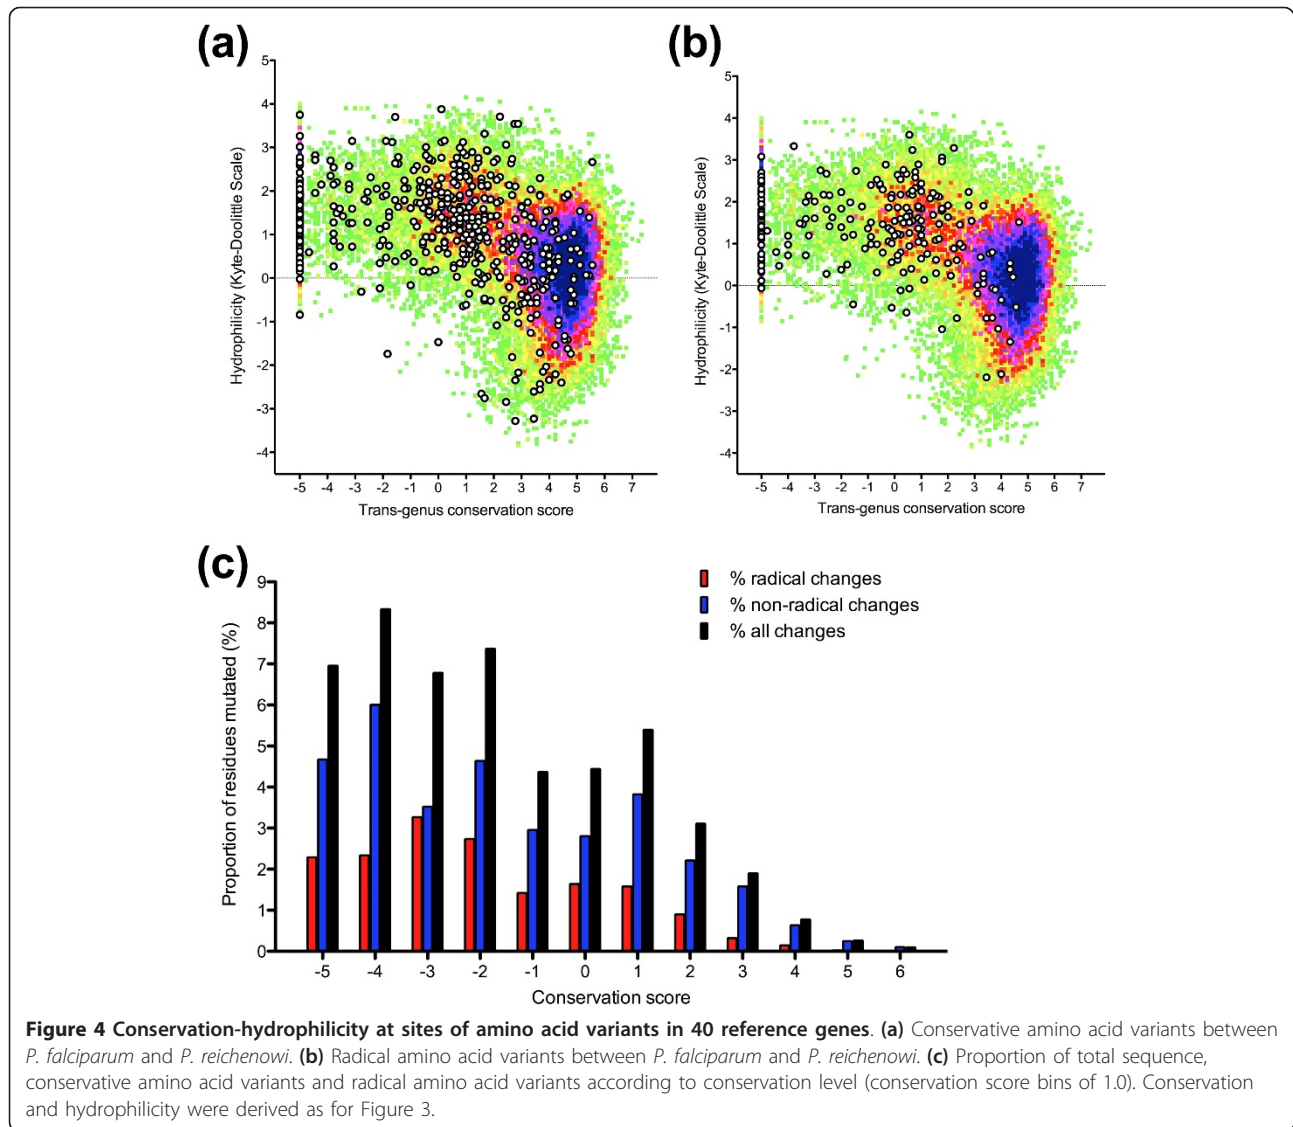 (a)
(b)
5
4
3
2
1
0
-1
-2
-3
-4
Hydrophilicity (Kyte-Doolittle Scale)
-5 -4 -3 -2 -1 0 1 2 3 4 5 6 7
Trans-genus conservation score
5
4
3
2
1
0
-1
-2
-3
-4
Hydrophilicity (Kyte-Doolittle Scale)
-5 -4 -3 -2 -1 0 1 2 3 4 5 6 7
Trans-genus conservation score
(c)
% radical changes
% non-radical changes
% all changes
9
8
7
6
5
4
3
2
1
0
Proportion of residues mutated (%)
-5 -4 -3 -2 -1 0 1 2 3 4 5 6
Conservation score
Figure 4 Conservation-hydrophilicity at sites of amino acid variants in 40 reference genes. (a) Conservative amino acid variants between
P. falciparum and P. reichenowi. (b) Radical amino acid variants between P. falciparum and P. reichenowi. (c) Proportion of total sequence,
conservative amino acid variants and radical amino acid variants according to conservation level (conservation score bins of 1.0). Conservation
and hydrophilicity were derived as for Figure 3.